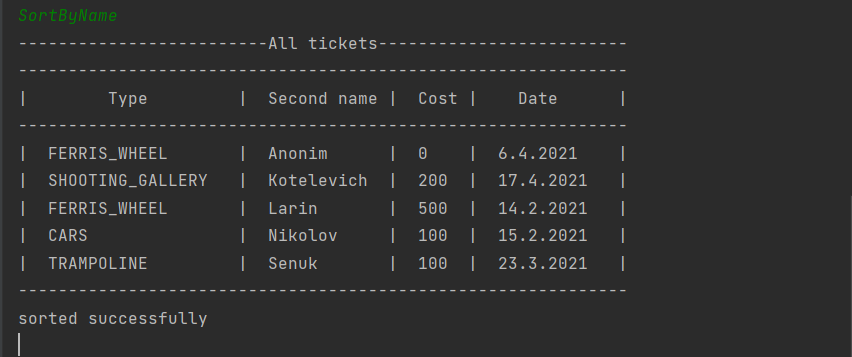 SortByName
-------------------------All tickets-------------------------
-------------------------------------------------------------
|        Type         |  Second name |  Cost |    Date      |
-------------------------------------------------------------
|  FERRIS_WHEEL       |  Anonim      |  0    |  6.4.2021    |
|  SHOOTING_GALLERY   |  Kotelevich  |  200  |  17.4.2021   |
|  FERRIS_WHEEL       |  Larin       |  500  |  14.2.2021   |
|  CARS               |  Nikolov     |  100  |  15.2.2021   |
|  TRAMPOLINE         |  Senuk       |  100  |  23.3.2021   |
-------------------------------------------------------------
sorted successfully